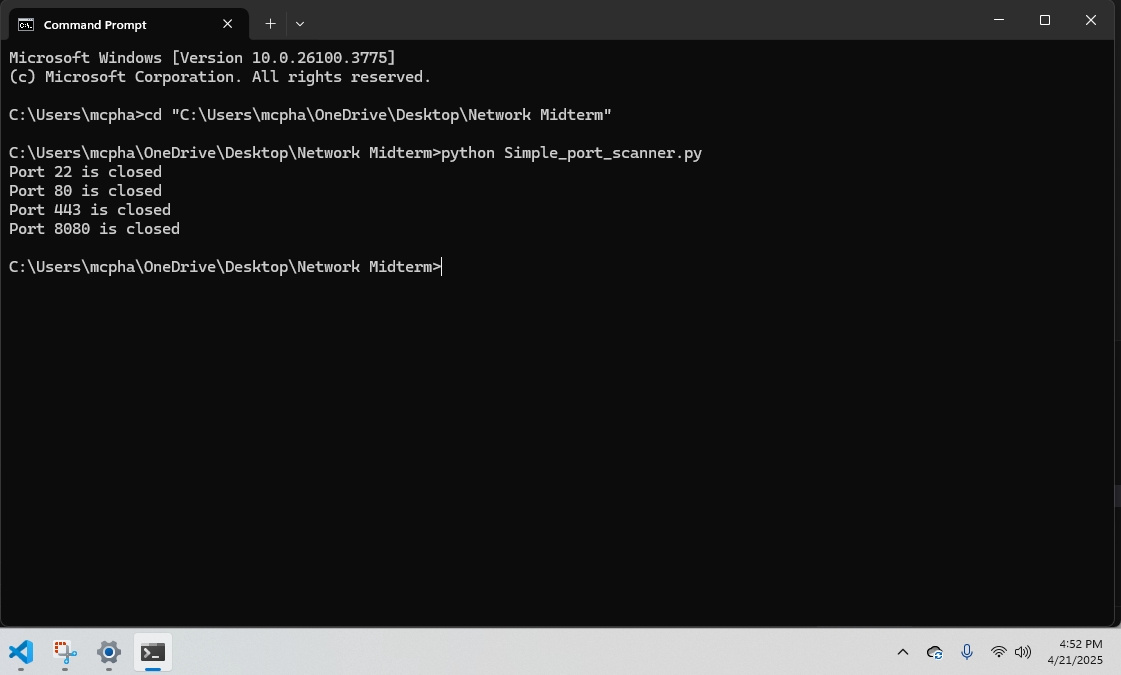 Command Prompt
Microsoft Windows [Version 10.0.26100.3775]
(c) Microsoft Corporation. All rights reserved.
C:\Users\mcpha>cd "C:\Users\mcpha\OneDrive\Desktop\Network Midterm"
C:\Users\mcpha\OneDrive\Desktop\Network Midterm>python Simple_port_scanner.py
Port 22 is closed
Port 80 is closed
Port 443 is closed
Port 8080 is closed
C:\Users\mcpha\OneDrive\Desktop\Network Midterm>
4:52 PM
4/21/2025